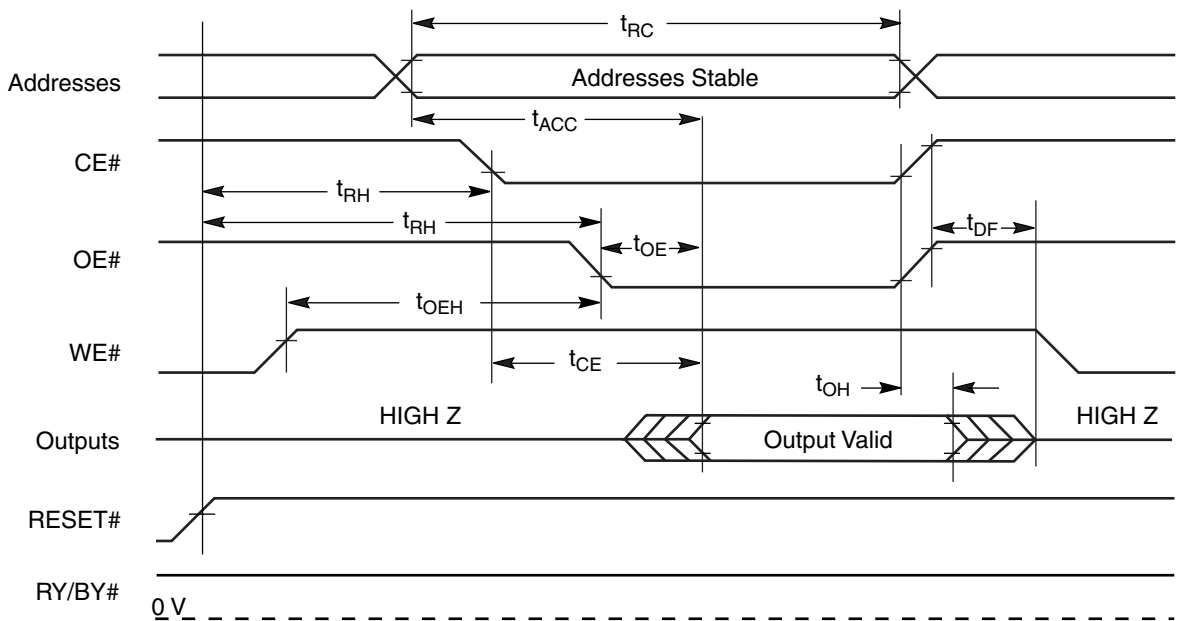 tRC
Addresses
Addresses Stable
tACC
CE#
tRH
tRH
tDF
OE#
tOE
tOEH
WE#
tCE
tOH
HIGH Z
HIGH Z
Outputs
Output Valid
RESET#
RY/BY#
0 V